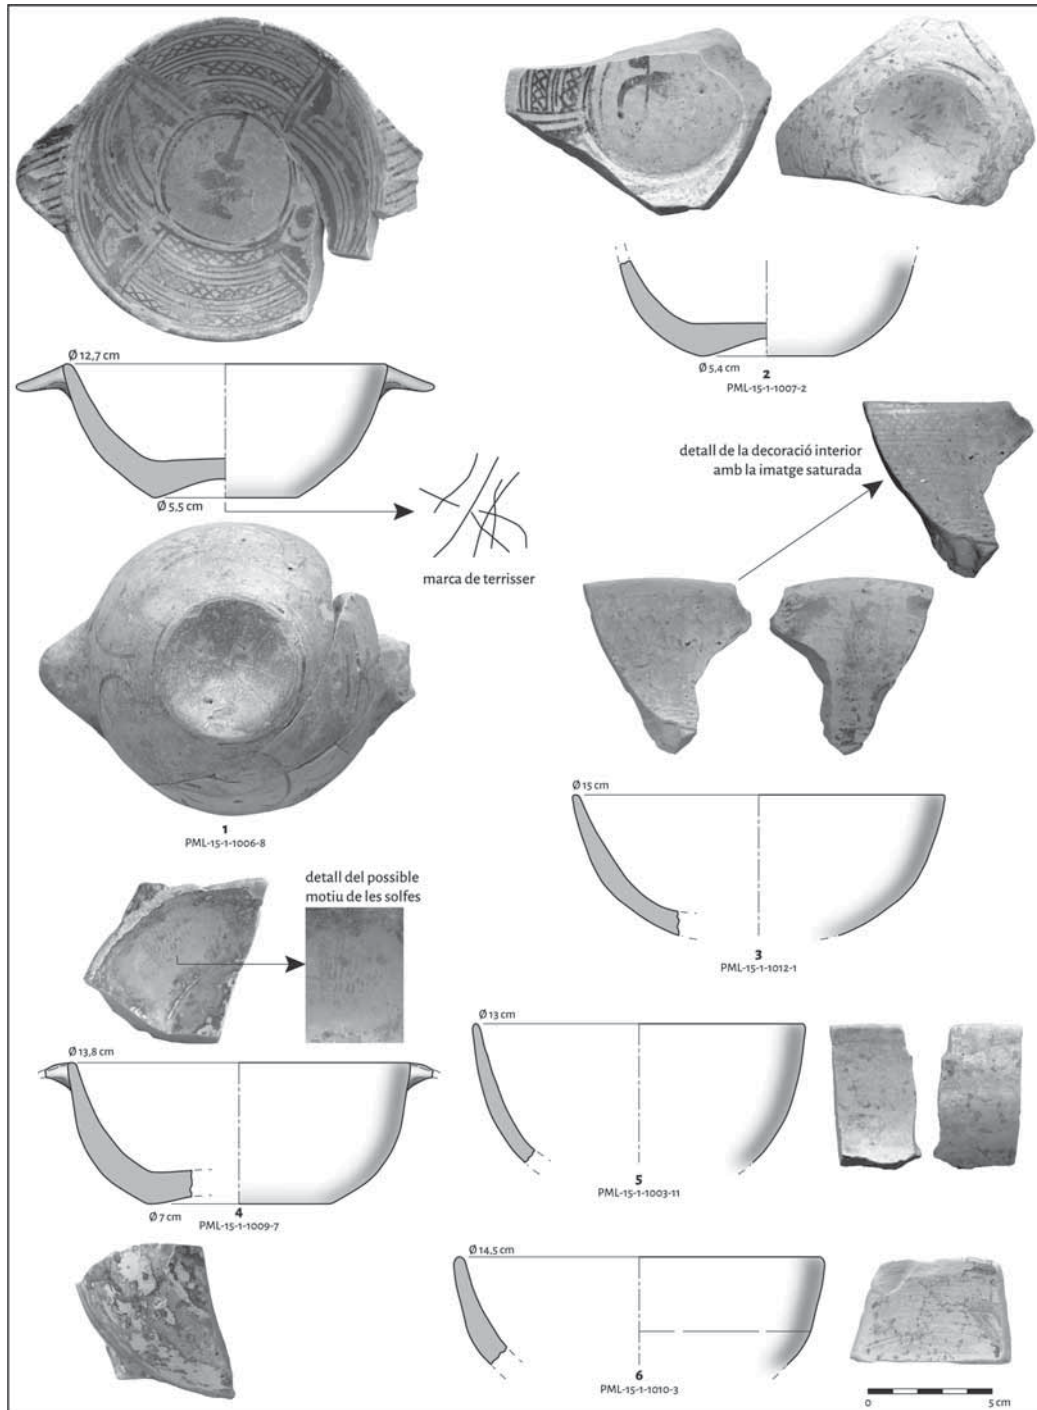 Ø 12,7 cm
Ø 5,5 cm
marca de terrisser
1
PML-15-1-1006-8
Ø 5,4 cm
2
PML-15-1-1007-2
detall de la decoració interior
amb la imatge saturada
Ø 15 cm
3
PML-15-1-1012-1
detall del possible
motiu de les solfes
Ø 13,8 cm
Ø 7 cm
4
PML-15-1-1009-7
Ø 13 cm
5
PML-15-1-1003-11
Ø 14,5 cm
6
PML-15-1-1010-3
0
5 cm